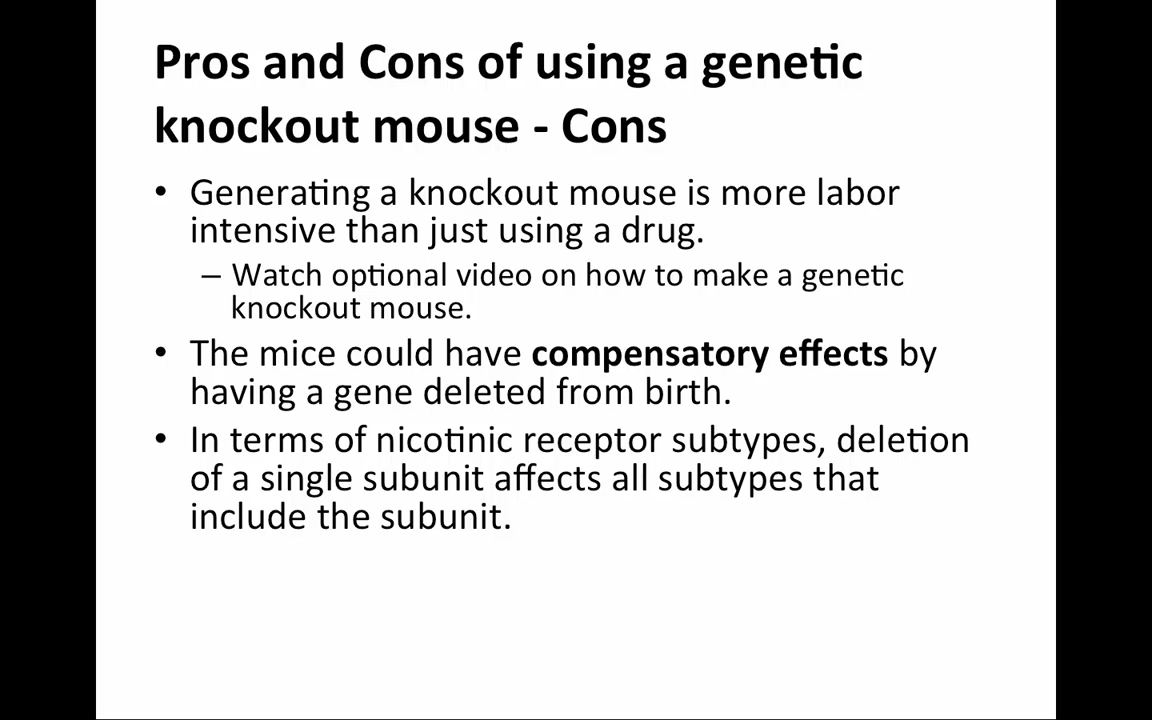 Pros and Cons of using a genetic
knockout mouse - Cons
• Generating a knockout mouse is more labor
intensive than just using a drug.
– Watch optional video on how to make a genetic
knockout mouse.
• The mice could have compensatory effects by
having a gene deleted from birth.
• In terms of nicotinic receptor subtypes, deletion
of a single subunit affects all subtypes that
include the subunit.